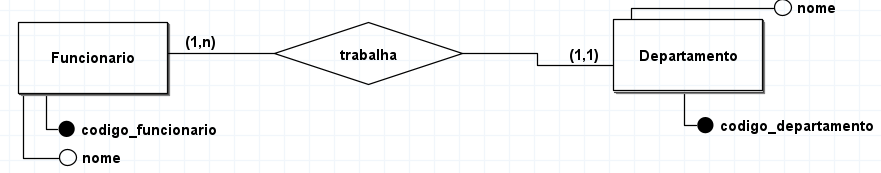 nome
(1,n)
Funcionario
trabalha
(1,1)
Departamento
codigo_funcionario
nome
codigo_departamento